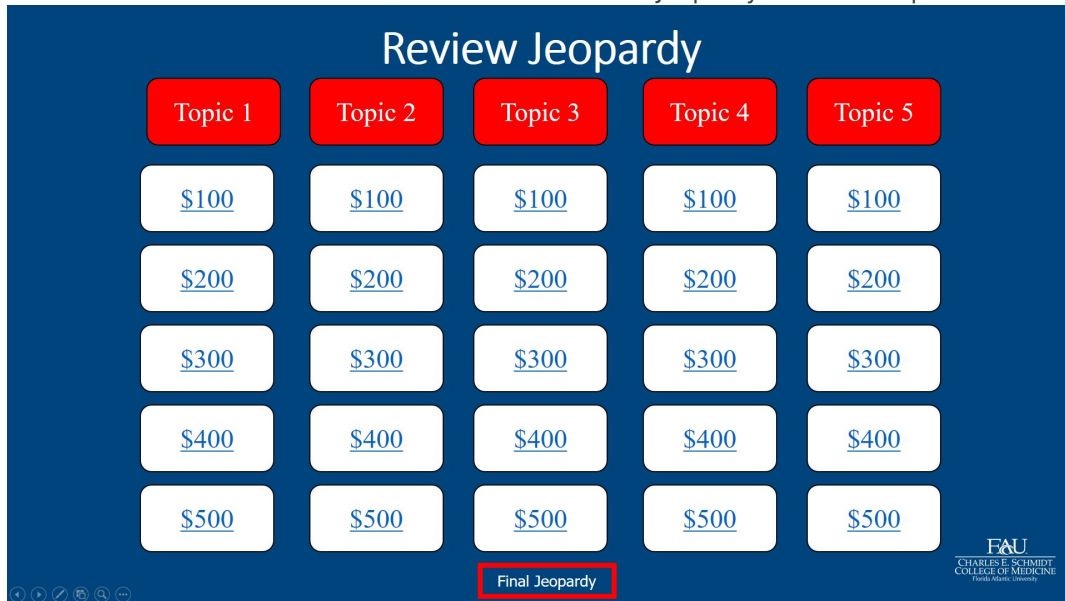 Review Jeopardy
Topic 1 Topic 2 Topic 3 Topic 4 Topic 5
$100 $100 $100 $100 $100
$200 $200 $200 $200 $200
$300 $300 $300 $300 $300
$400 $400 $400 $400 $400
$500 $500 $500 $500 $500
Final Jeopardy
FAU
CHARLES E. SCHMIDT
COLLEGE OF MEDICINE
Florida Atlantic University